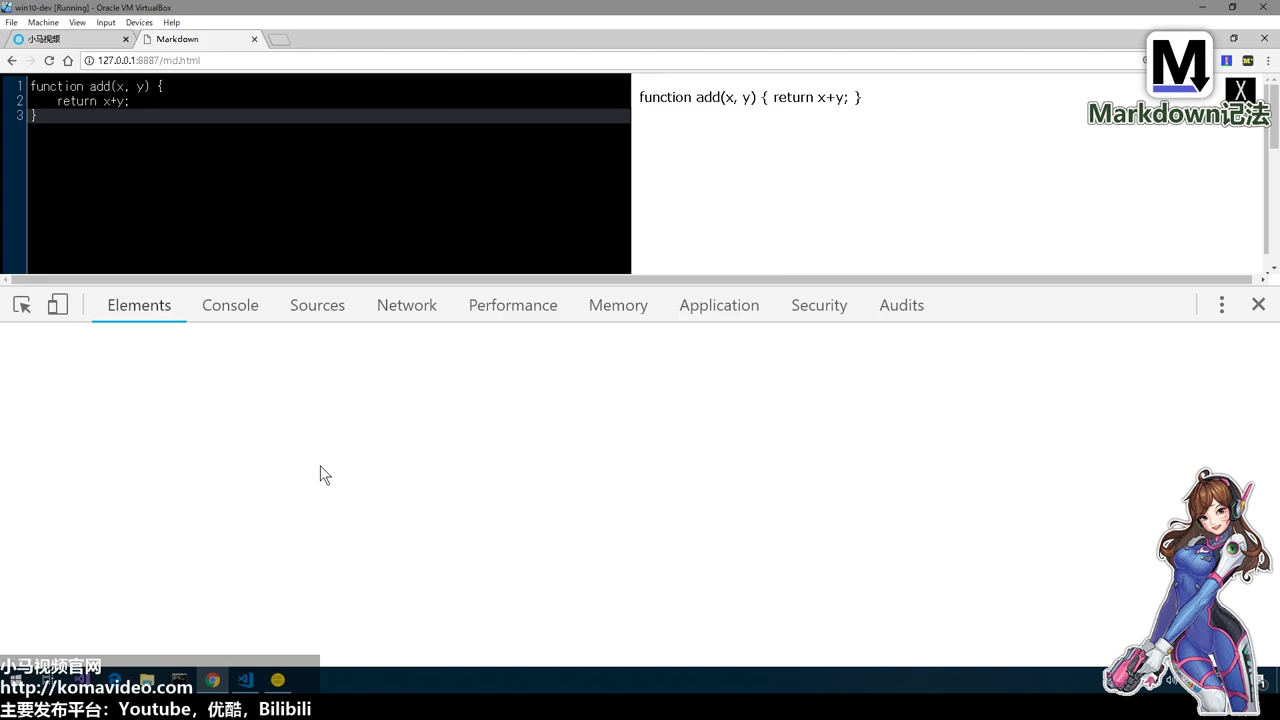 win10-dev [Running] - Oracle VM VirtualBox
File Machine View Input Devices Help
小马视频
Markdown
127.0.0.1:8887/md.html
1 function add(x, y) {
2 return x+y;
3 }
function add(x, y) { return x+y; }
M
X
Markdown记法
Elements Console Sources Network Performance Memory Application Security Audits
小马视频官网
http://komavideo.com
主要发布平台：Youtube，优酷，Bilibili